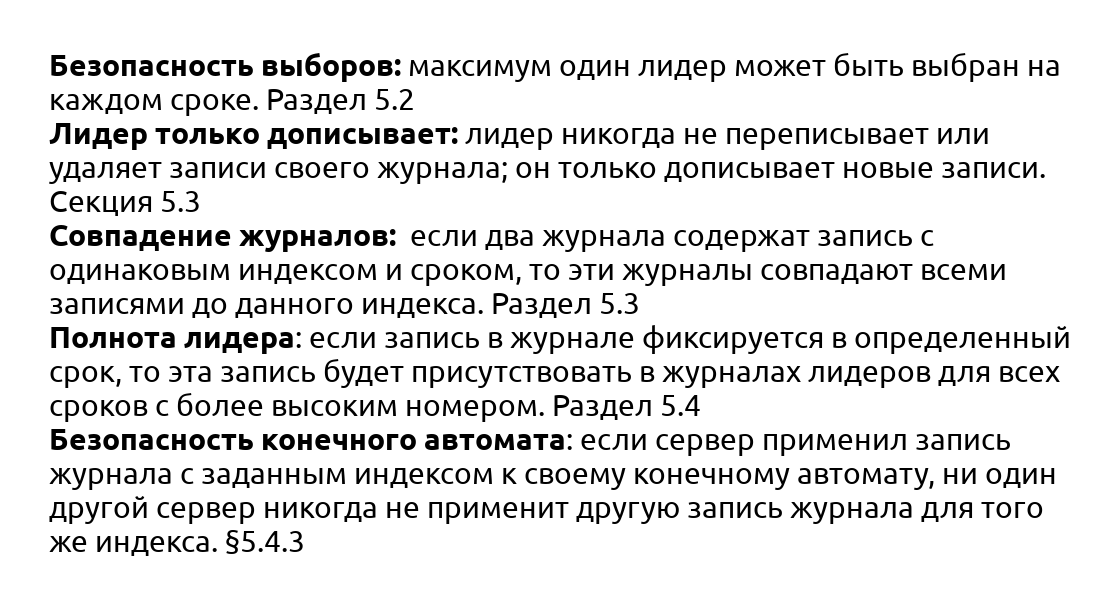 Безопасность выборов: максимум один лидер может быть выбран на
каждом сроке. Раздел 5.2
Лидер только дописывает: лидер никогда не переписывает или
удаляет записи своего журнала; он только дописывает новые записи.
Секция 5.3
Совпадение журналов:  если два журнала содержат запись с
одинаковым индексом и сроком, то эти журналы совпадают всеми
записями до данного индекса. Раздел 5.3
Полнота лидера: если запись в журнале фиксируется в определенный
срок, то эта запись будет присутствовать в журналах лидеров для всех
сроков с более высоким номером. Раздел 5.4
Безопасность конечного автомата: если сервер применил запись
журнала с заданным индексом к своему конечному автомату, ни один
другой сервер никогда не применит другую запись журнала для того
же индекса. §5.4.3